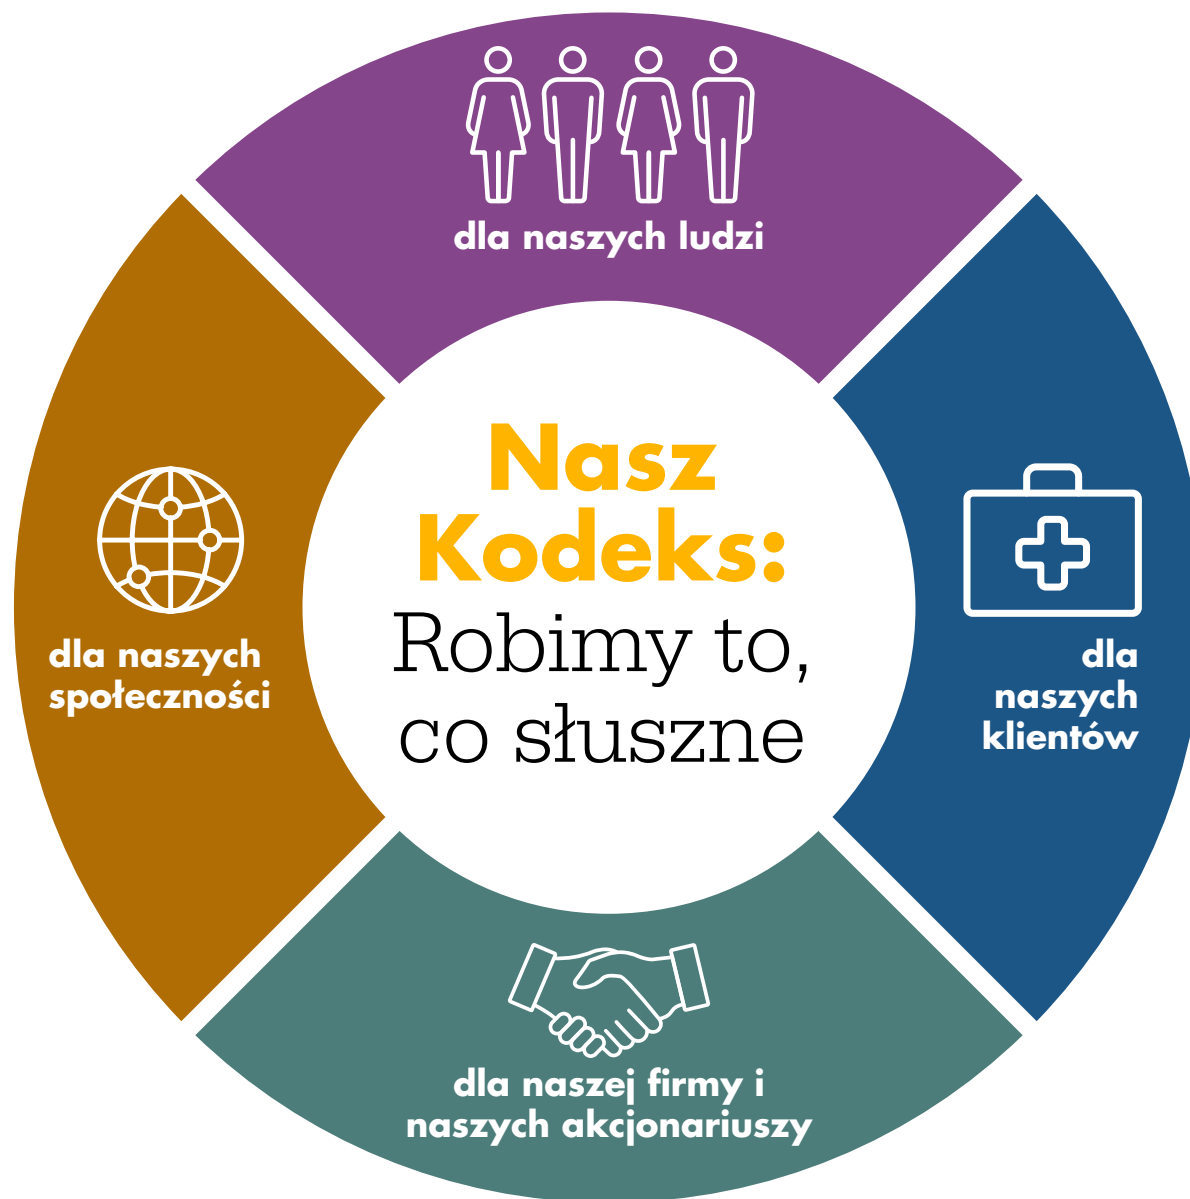 dla naszych ludzi
Nasz
Kodeks:
Robimy to,
co słuszne
dla naszych
społeczności
dla
naszych
klientów
dla naszej firmy i
naszych akcjonariuszy